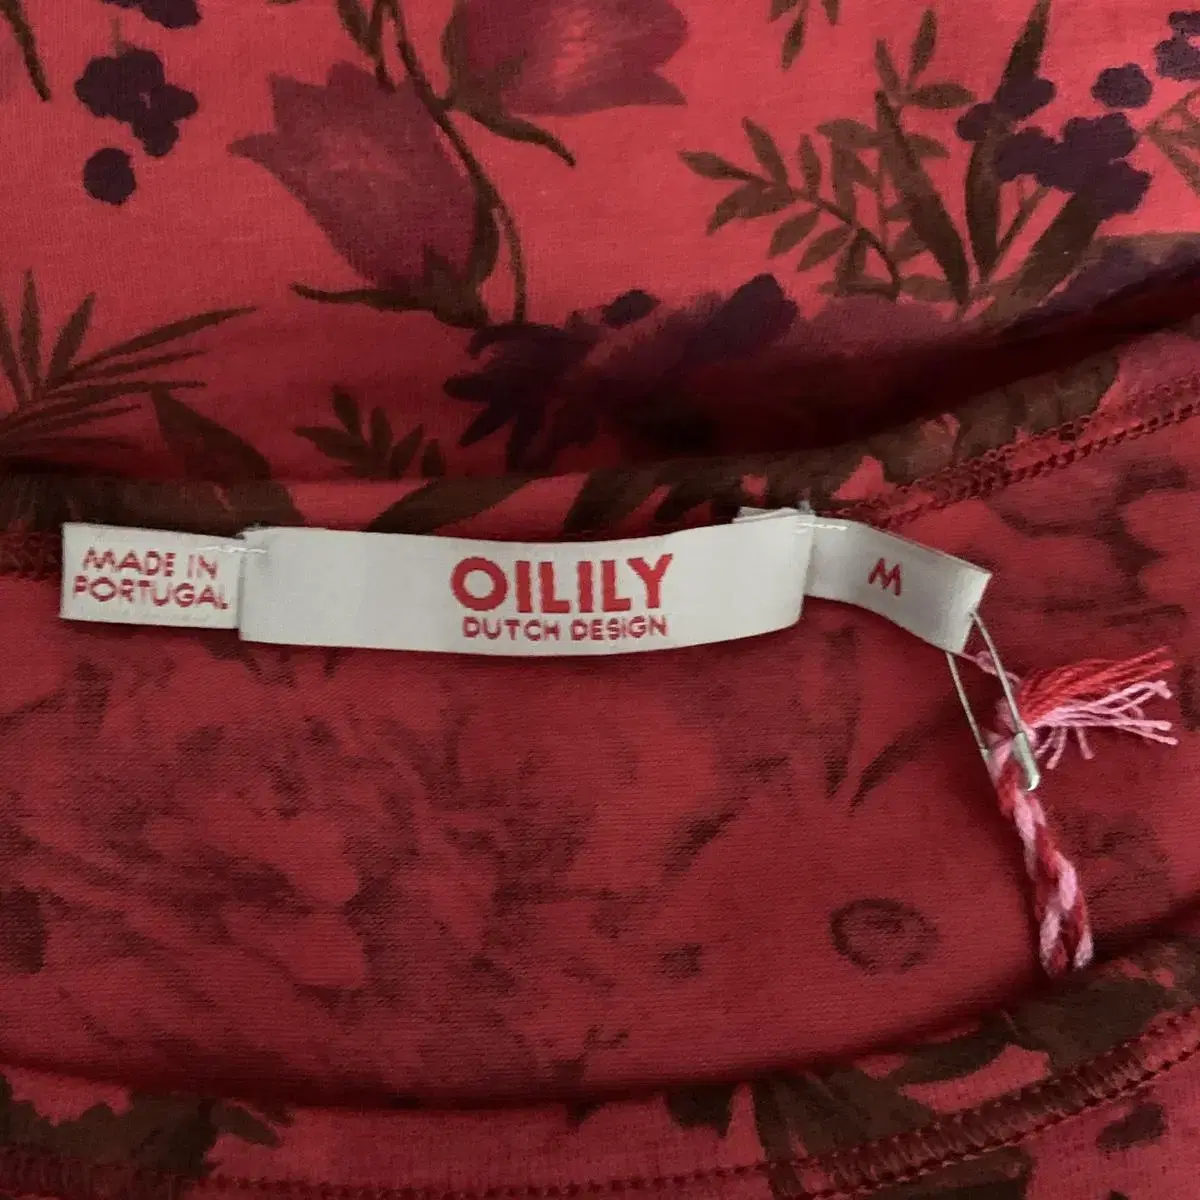 MADE IN
PORTUGAL
OILILY
DUTCH DESIGN
M